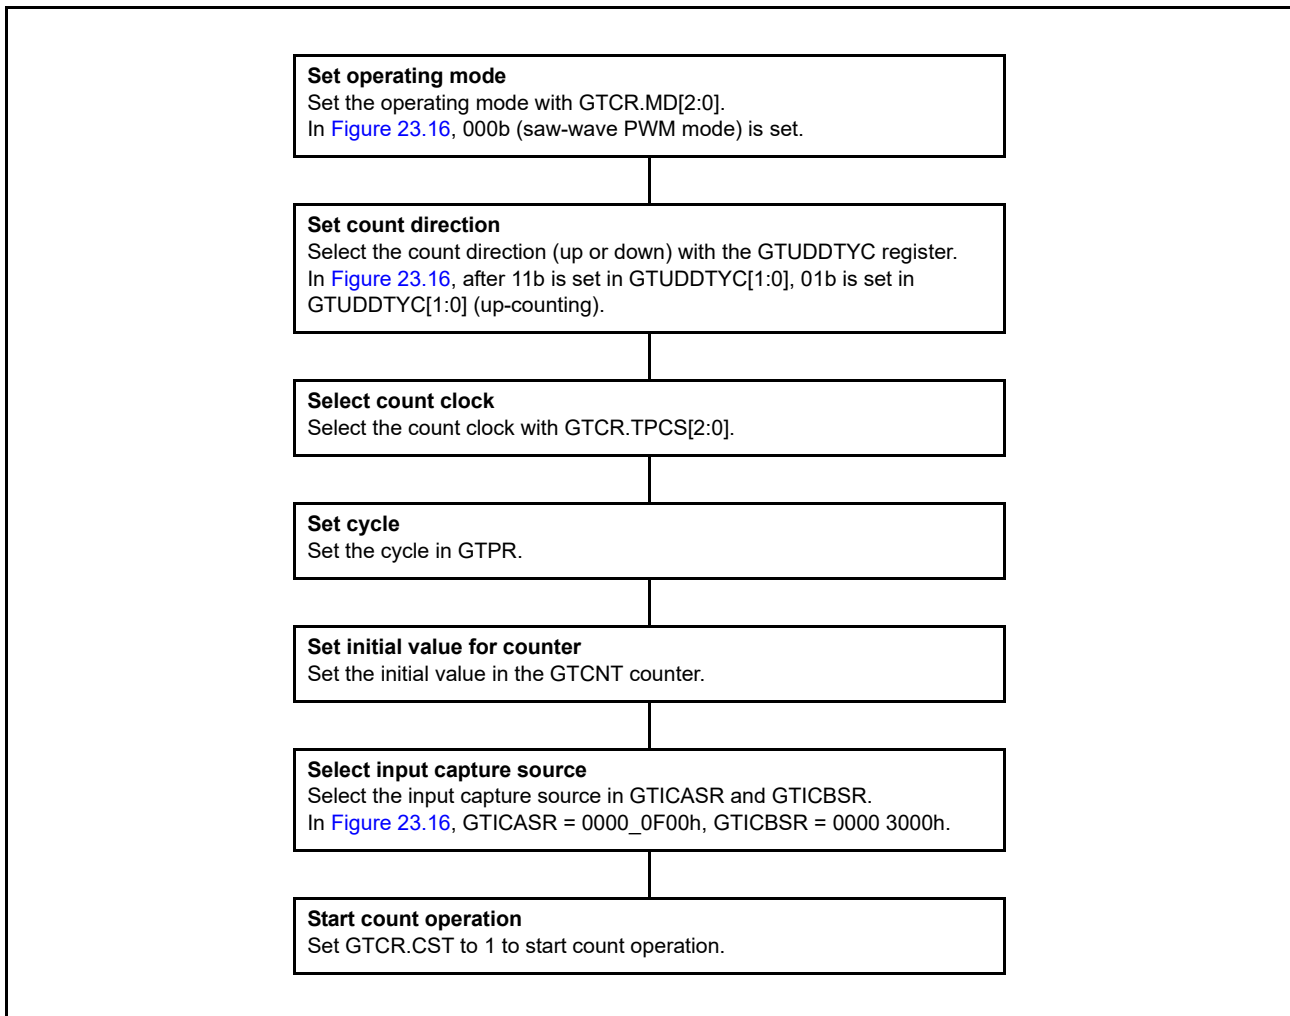 Set operating mode
Set the operating mode with GTCR.MD[2:0].
In Figure 23.16, 000b (saw-wave PWM mode) is set.
Set count direction
Select the count direction (up or down) with the GTUDDTYC register.
In Figure 23.16, after 11b is set in GTUDDTYC[1:0], 01b is set in
GTUDDTYC[1:0] (up-counting).
Select count clock
Select the count clock with GTCR.TPCS[2:0].
Set cycle
Set the cycle in GTPR.
Set initial value for counter
Set the initial value in the GTCNT counter.
Select input capture source
Select the input capture source in GTICASR and GTICBSR.
In Figure 23.16, GTICASR = 0000_0F00h, GTICBSR = 0000 3000h.
Start count operation
Set GTCR.CST to 1 to start count operation.